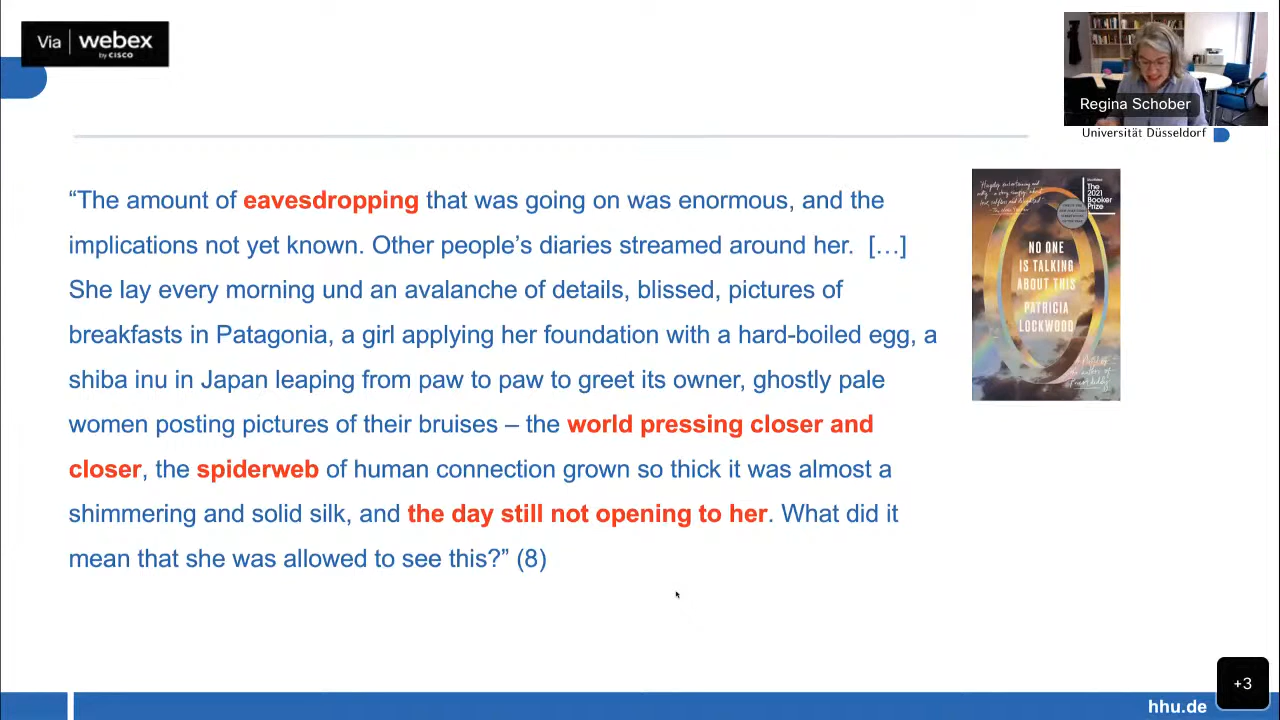 Via webex
by CISCO
Regina Schober
Universität Düsseldorf
“The amount of eavesdropping that was going on was enormous, and the
implications not yet known. Other people’s diaries streamed around her. […]
She lay every morning und an avalanche of details, blissed, pictures of
breakfasts in Patagonia, a girl applying her foundation with a hard-boiled egg, a
shiba inu in Japan leaping from paw to paw to greet its owner, ghostly pale
women posting pictures of their bruises – the world pressing closer and
closer, the spiderweb of human connection grown so thick it was almost a
shimmering and solid silk, and the day still not opening to her. What did it
mean that she was allowed to see this?” (8)
The
2021
Booker
Prize
NO ONE
IS TALKING
ABOUT THIS
PATRICIA
LOCKWOOD
+3
hhu.de